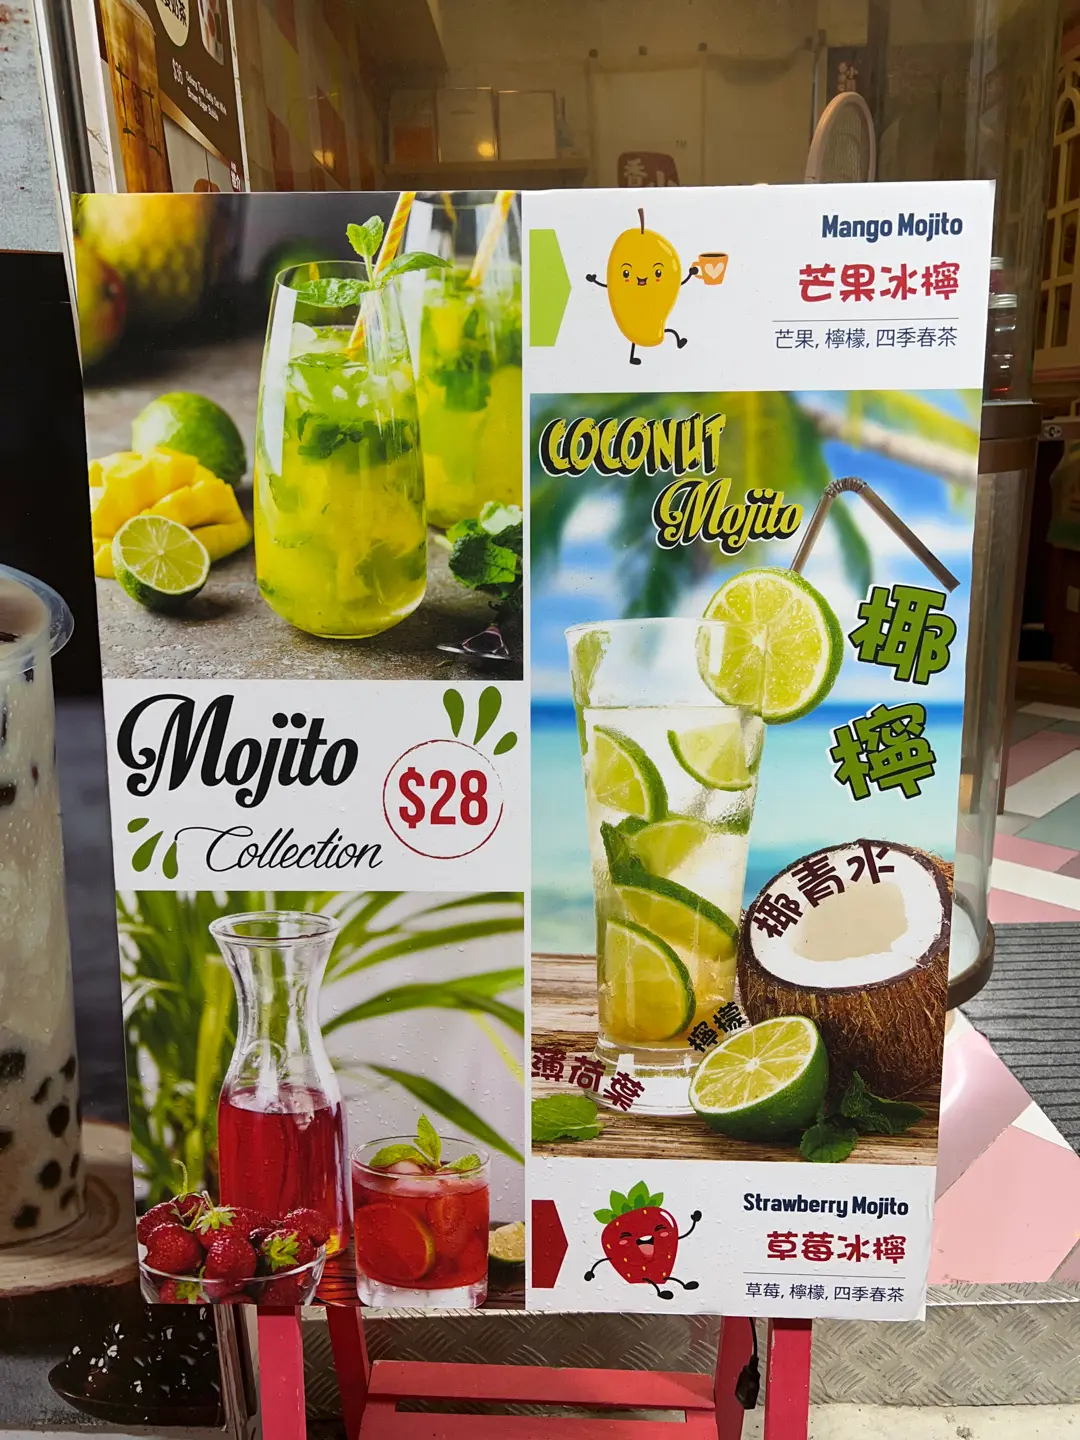 $36
Mango Mojito
芒果冰檸
芒果, 檸檬, 四季春茶
COCONUT
Mojito
椰
檸
椰青水
檸檬
薄荷葉
Mojito
$28
Collection
Strawberry Mojito
草莓冰檸
草莓, 檸檬, 四季春茶